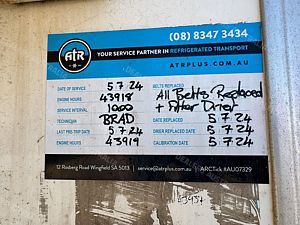 (08) 8347 3434
ATR
YOUR SERVICE PARTNER IN REFRIGERATED TRANSPORT
ATRPLUS.COM.AU
DATE OF SERVICE 5 7 24
ENGINE HOURS 43918
SERVICE INTERVAL 1000
TECHNICIAN BRAD
LAST PRE-TRIP DATE 5 7 24
ENGINE HOURS 43919
BELTS REPLACED All Belts Replaced
+ Filter Drier
DATE REPLACED 5 7 24
DRIER REPLACED DATE 5 7 24
CALIBRATION DATE 5 7 24
12 Rosberg Road Wingfield SA 5013 | service@atrplus.com.au | ARCTick #AU07329